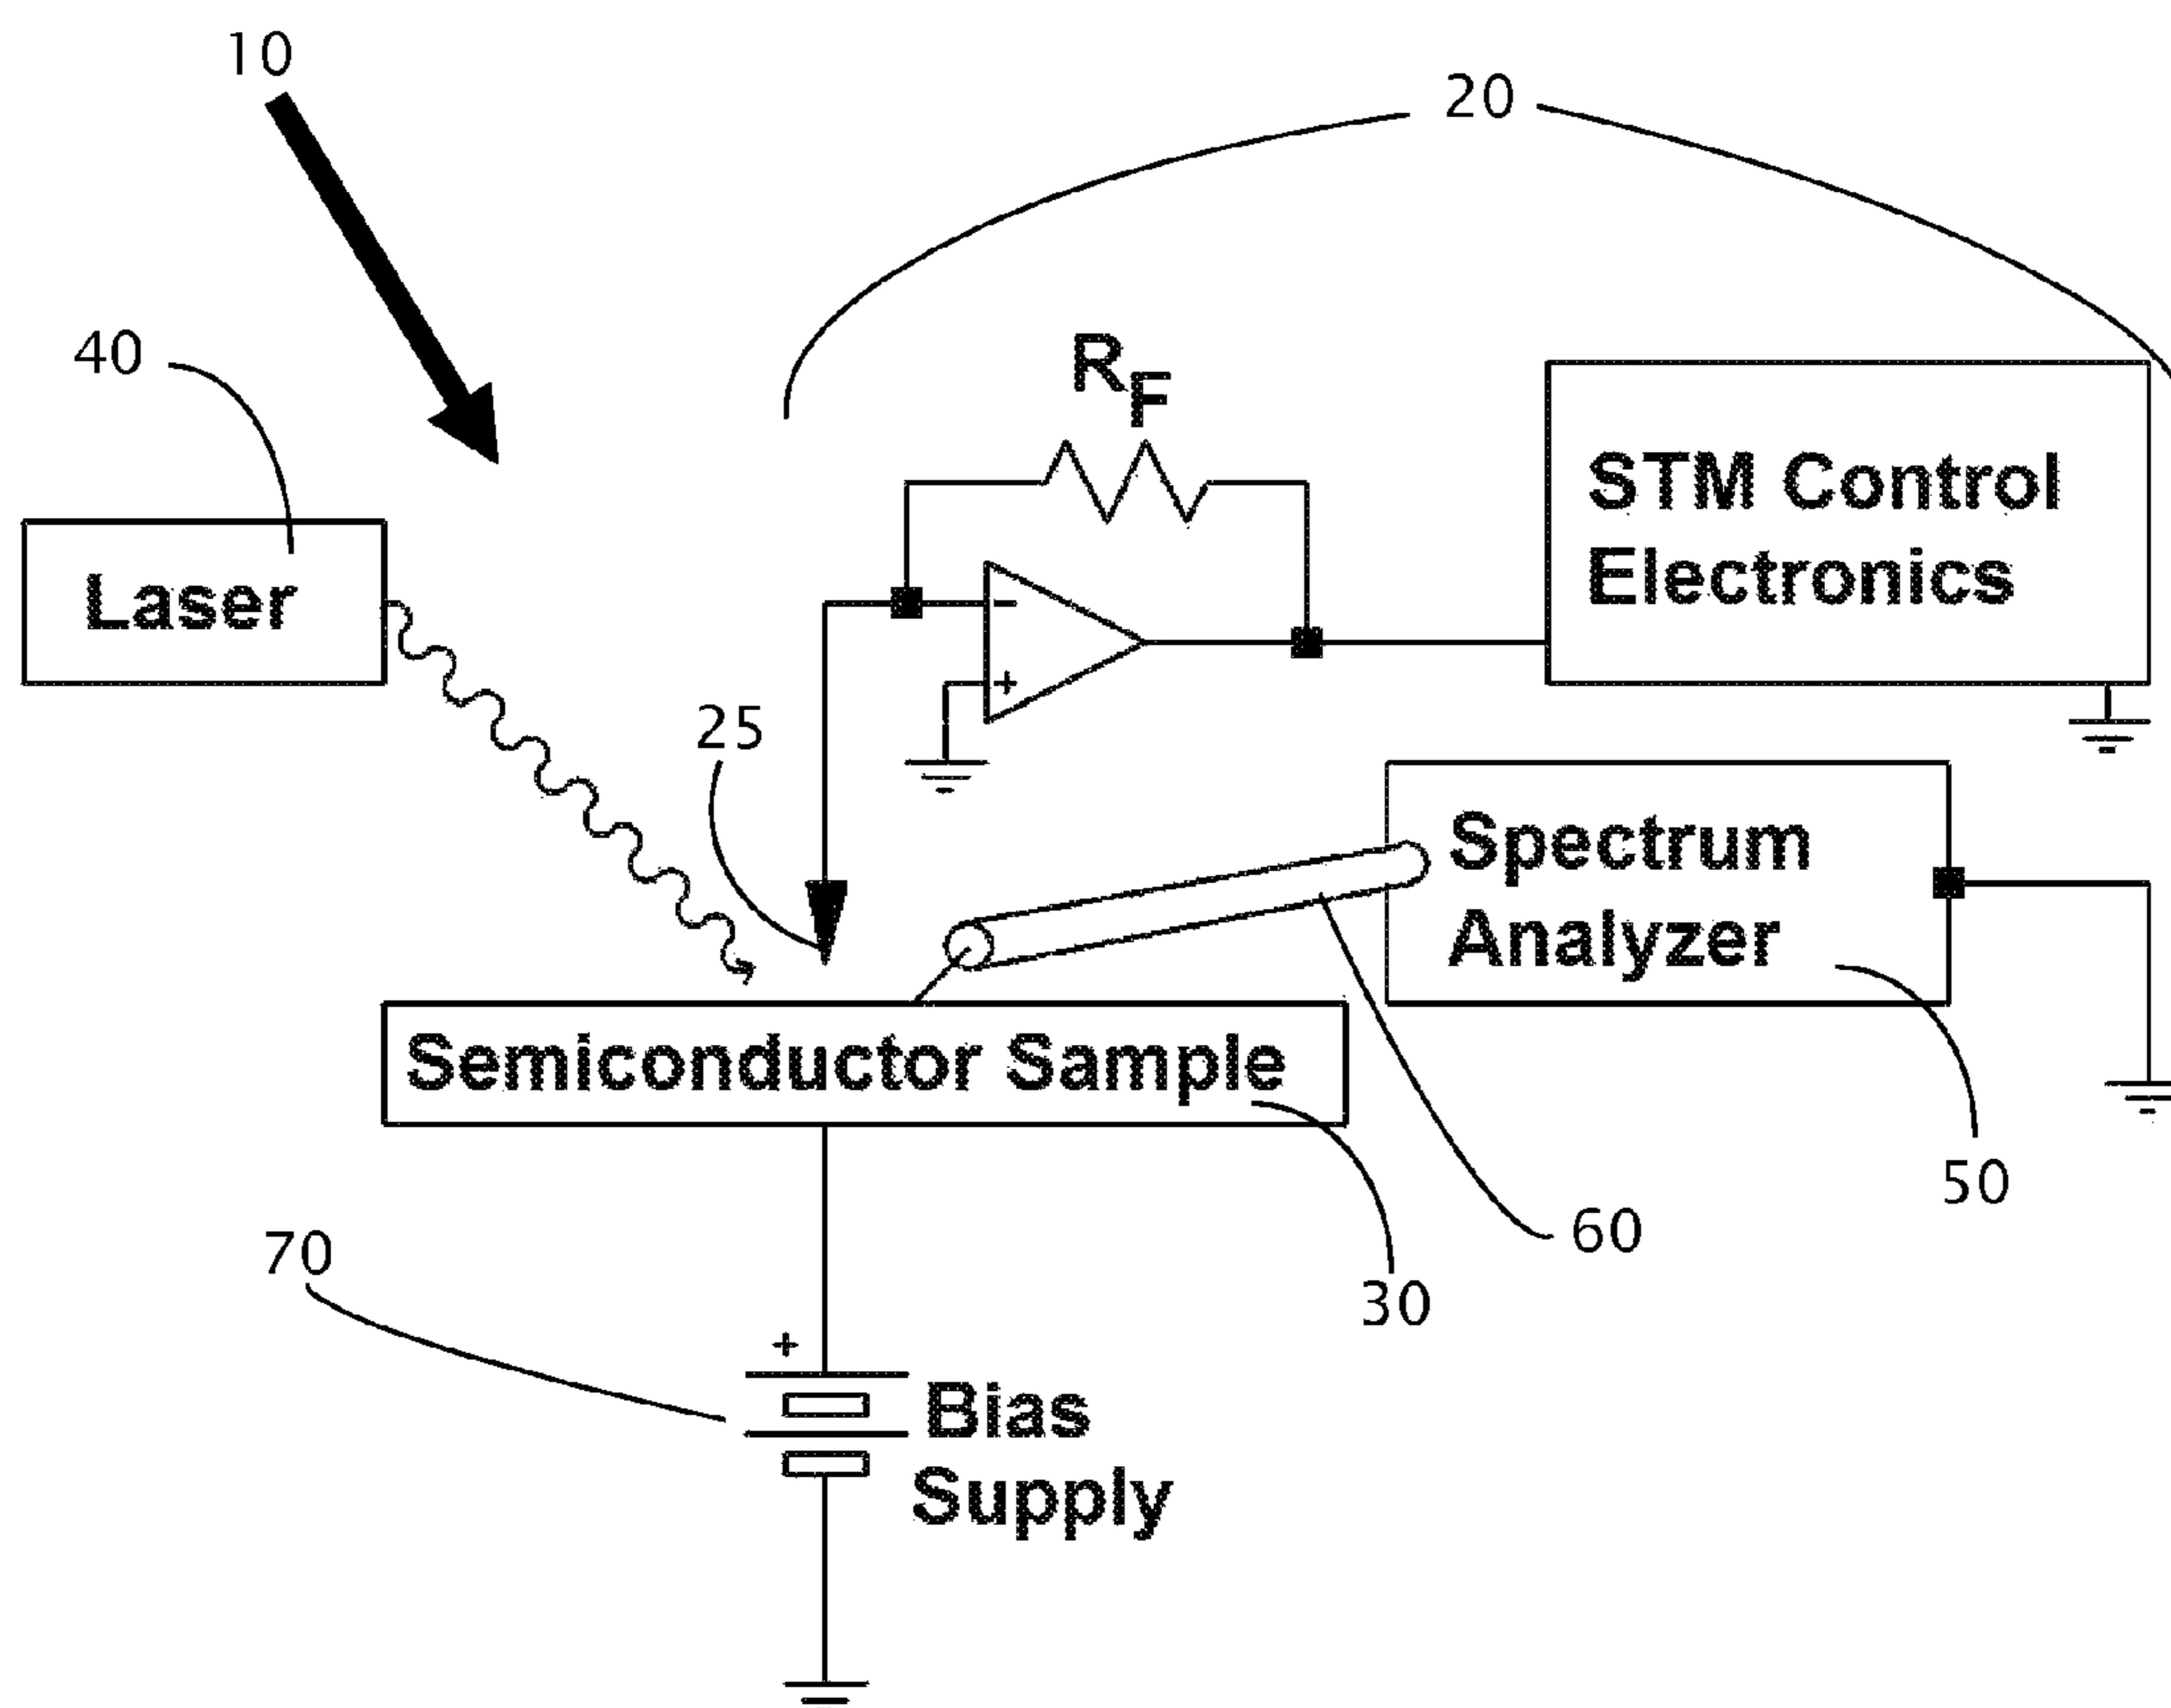 10
20
40
RF
STM Control
Electronics
Laser
−
+
25
Spectrum
Analyzer
Semiconductor Sample
50
60
70
30
+
Bias
Supply